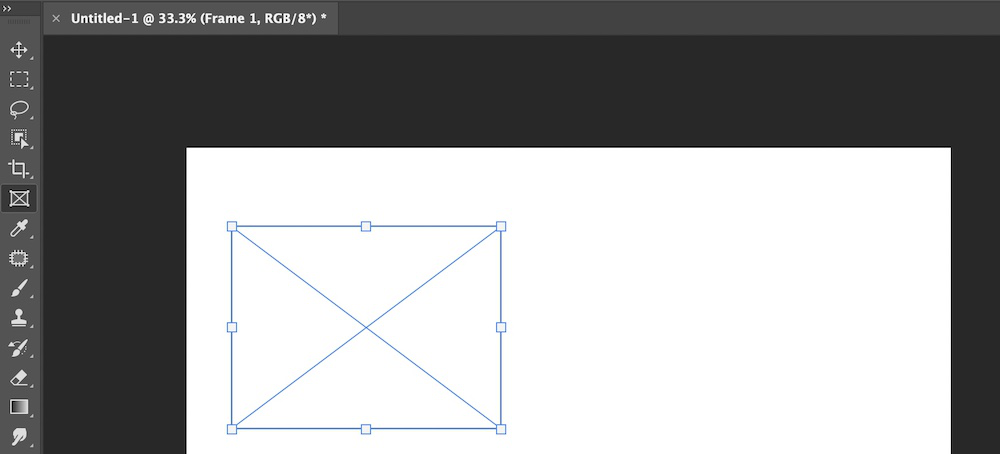 Untitled-1 @ 33.3% (Frame 1, RGB/8*) *